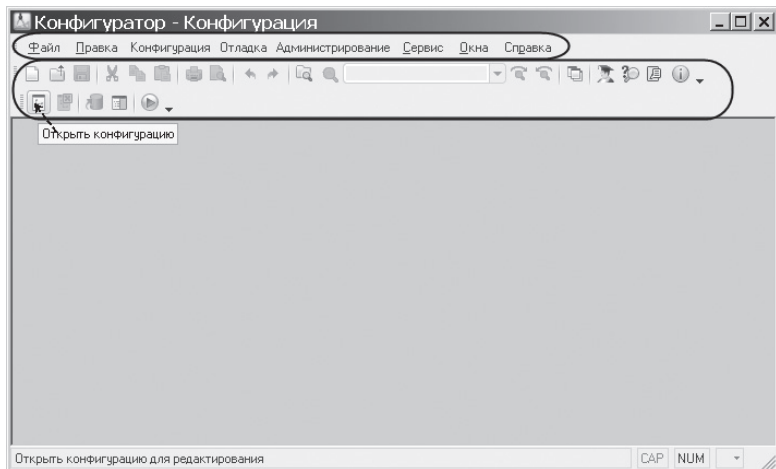 Конфигуратор - Конфигурация
Файл Правка Конфигурация Отладка Администрирование Сервис Окна Справка
Открыть конфигурацию
Открыть конфигурацию для редактирования CAP NUM